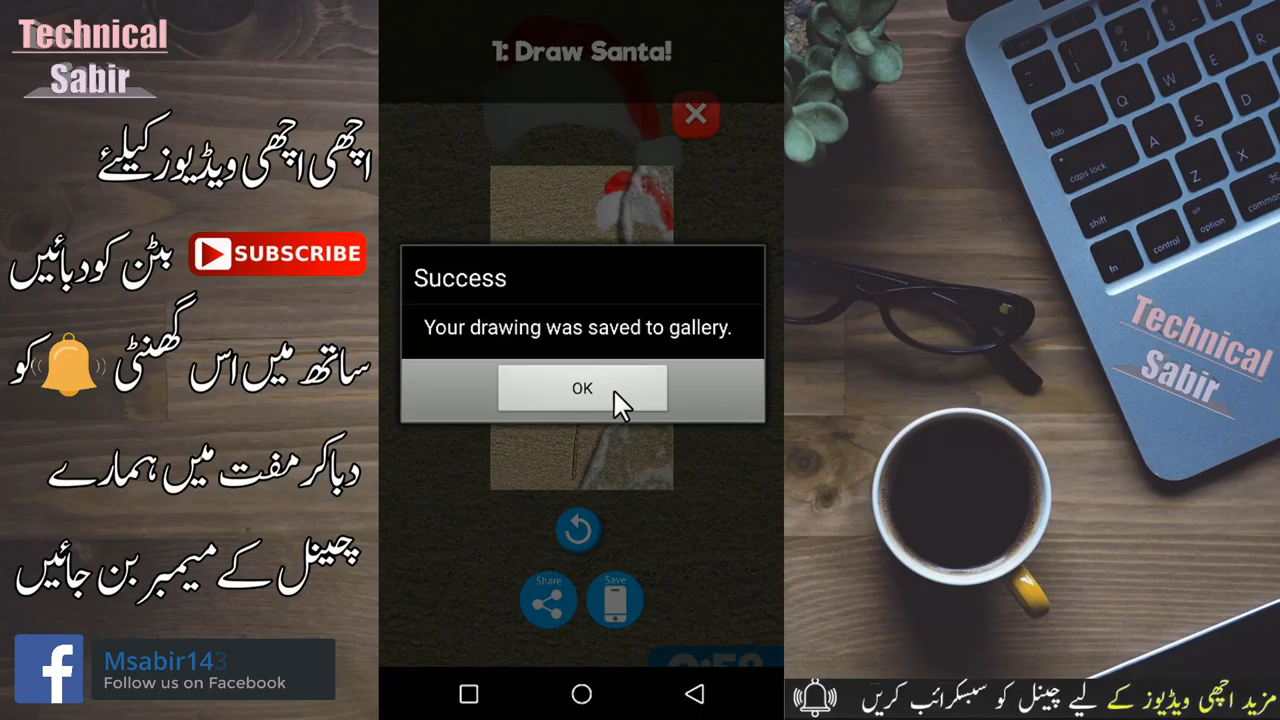 Technical
Sabir
اچھی اچھی ویڈیوز کیلئے
SUBSCRIBE بٹن کو دبائیں
ساتھ میں اس گھنٹی کو
دبا کر مفت میں ہمارے
چینل کے میمبر بن جائیں
Msabir143
Follow us on Facebook
1: Draw Santa!
Success
Your drawing was saved to gallery.
OK
Share
Save
Technical
Sabir
tab
caps lock
shift
fn
control
option
alt
Q
W
E
R
A
S
D
Z
X
مزید اچھی ویڈیوز کے لیے چینل کو سبسکرائب کریں